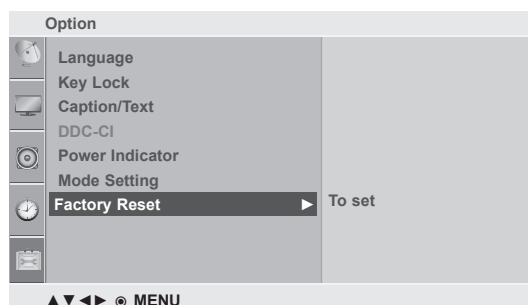 Option
Language
Key Lock
Caption/Text
DDC-CI
Power Indicator
Mode Setting
Factory Reset ► To set
▲▼◄► ◉ MENU